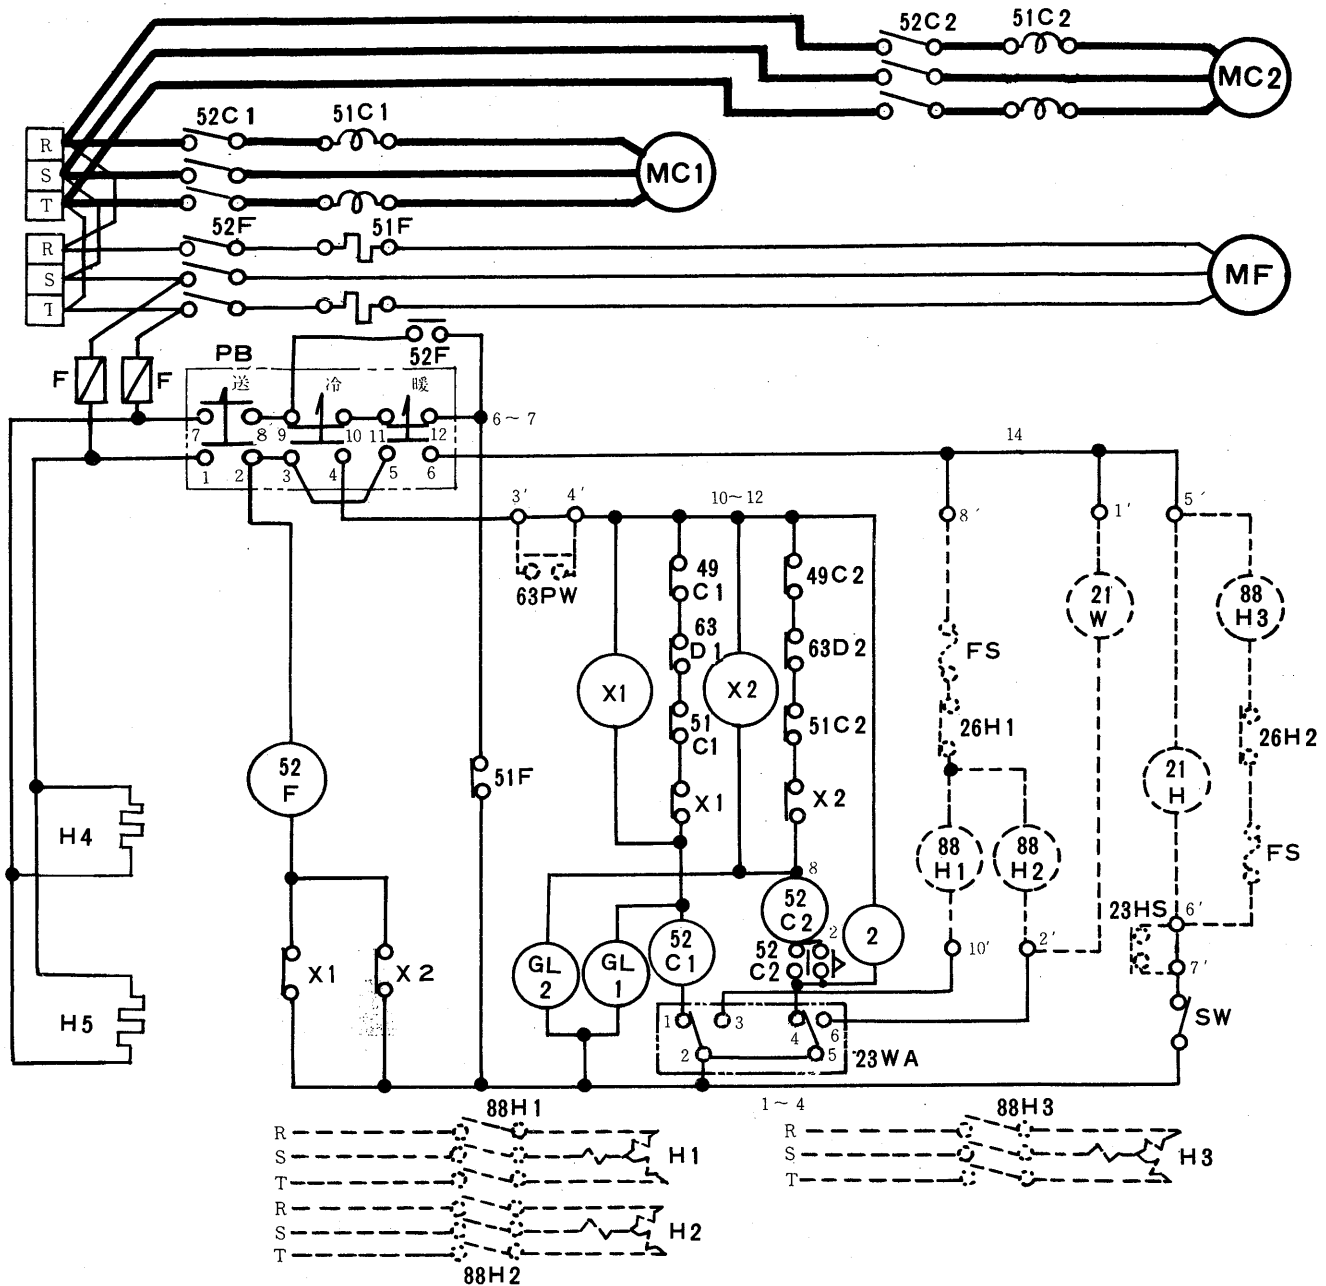 52C2
51C2
MC2
52C1
51C1
R
S
T
MC1
52F
51F
R
S
T
MF
F
F
PB
送
冷
暖
52F
7
8'
9
10
11
12
6～7
1
2
3
4
5
6
14
3'
4'
10～12
8'
1'
5'
63PW
49
C1
49C2
63
D1
63D2
51
C1
51C2
X1
X2
X1
X2
FS
26H1
21
W
88
H3
26H2
21
H
FS
52
F
51F
H4
H5
X1
X2
8
52
C2
2
2
52
C2
52
C1
GL
2
GL
1
88
H1
88
H2
10'
2'
23HS
6'
7'
SW
1
3
4
6
2
5
23WA
1～4
88H1
R
S
T
H1
R
S
T
H2
88H2
88H3
R
S
T
H3